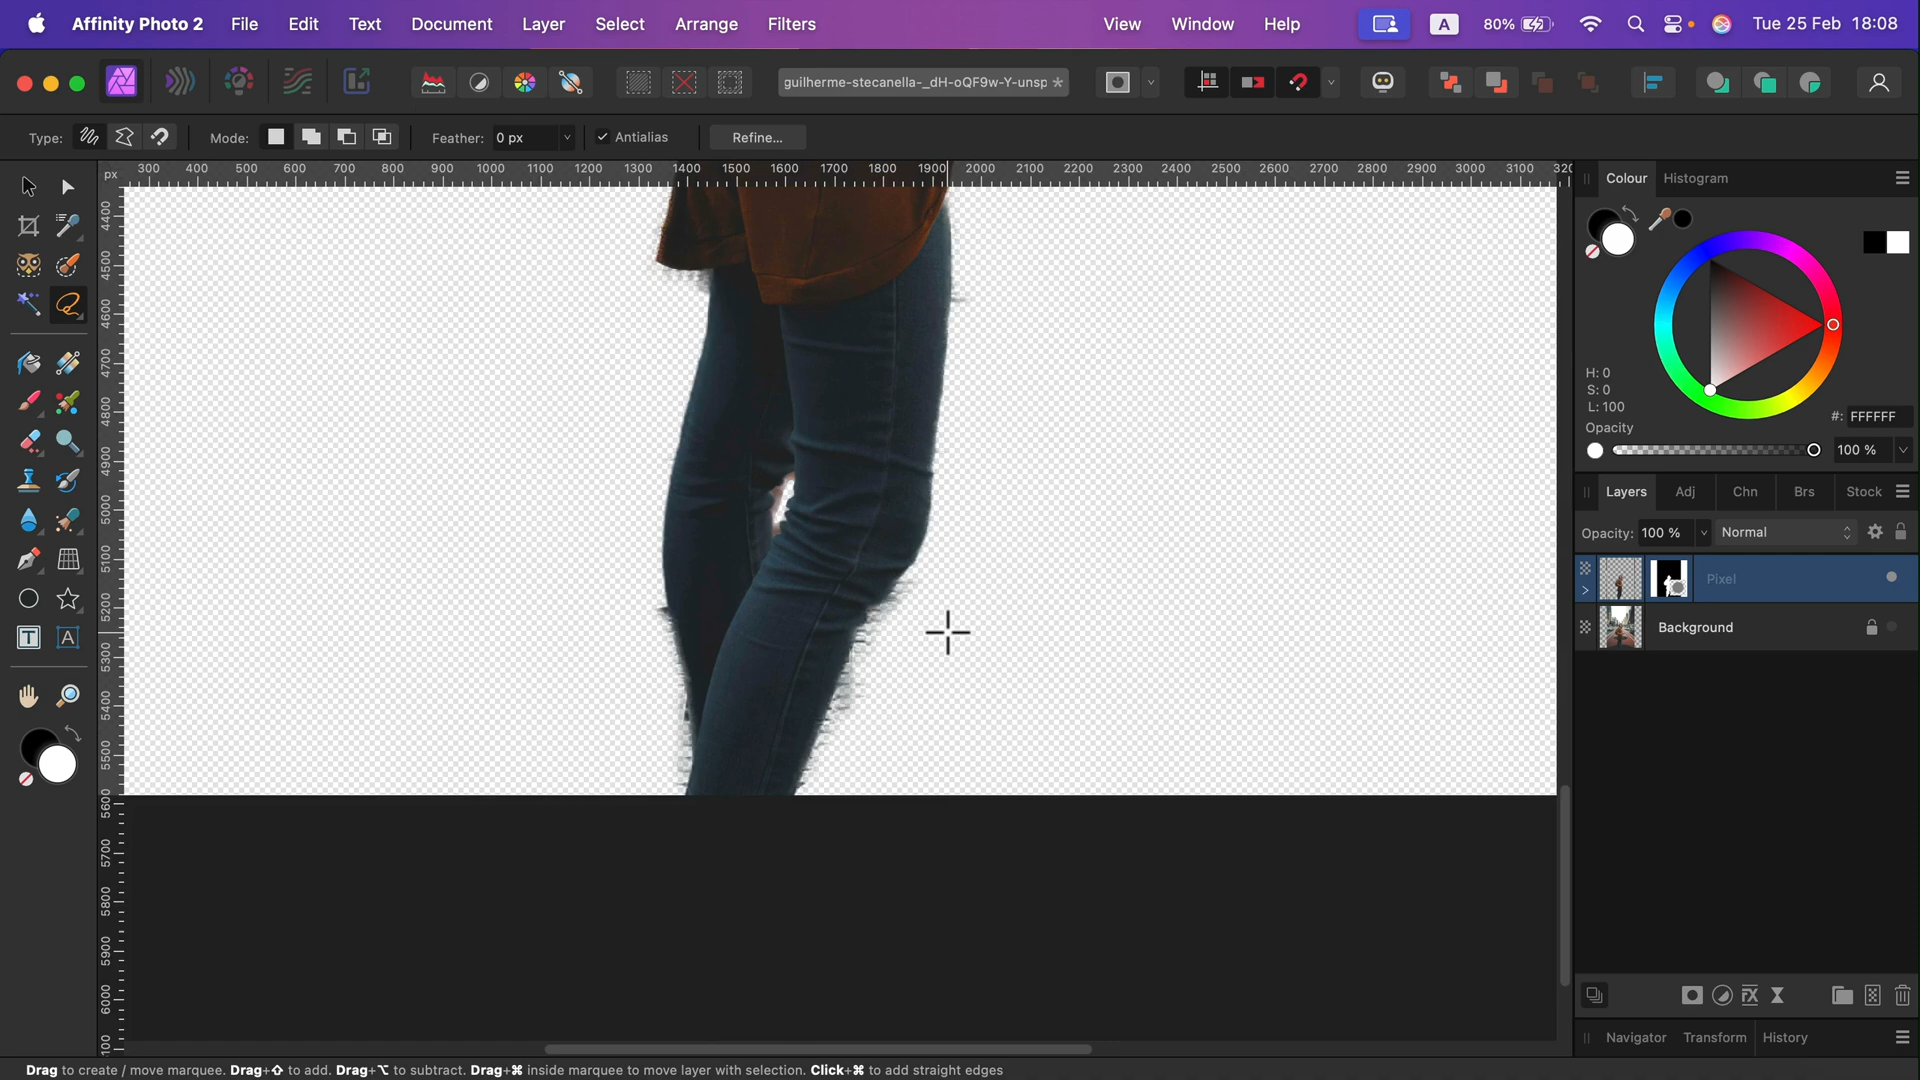 Affinity Photo 2 File Edit Text Document Layer Select Arrange Filters View Window Help A 80% Tue 25 Feb 18:08
guilherme-stecanella-_dH-oQF9w-Y-unsp *
Type: Mode: Feather: 0 px Antialias Refine...
px 300 400 500 600 700 800 900 1000 1100 1200 1300 1400 1500 1600 1700 1800 1900 2000 2100 2200 2300 2400 2500 2600 2700 2800 2900 3000 3100 320
4400
4500
4600
4700
4800
4900
5000
5100
5200
5300
5400
5500
5600
5700
5800
5900
6000
100
T A
Colour Histogram
H: 0
S: 0
L: 100
#: FFFFFF
Opacity
100 %
Layers Adj Chn Brs Stock
Opacity: 100 % Normal
Pixel
Background
FX
Navigator Transform History
Drag to create / move marquee. Drag+⇧ to add. Drag+⌥ to subtract. Drag+⌘ inside marquee to move layer with selection. Click+⌘ to add straight edges